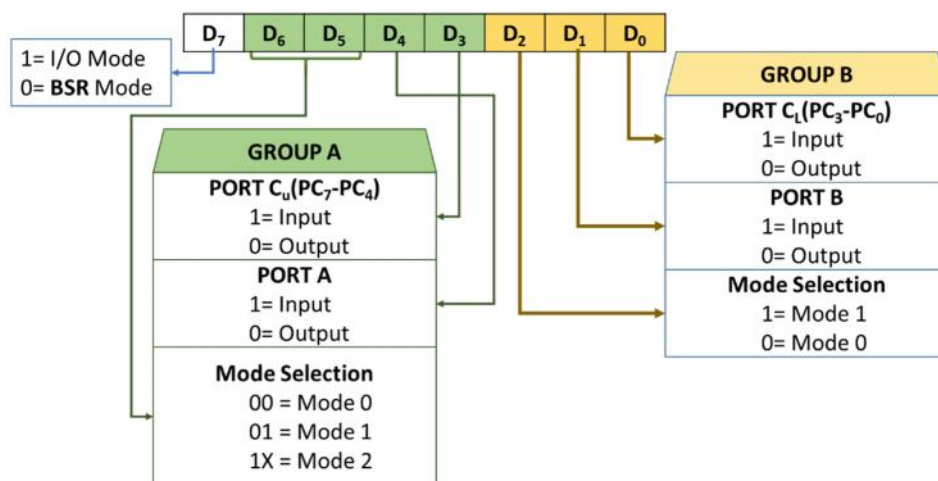 D₇ D₆ D₅ D₄ D₃ D₂ D₁ D₀
1= I/O Mode
0= BSR Mode
GROUP A
PORT Cᵤ(PC₇-PC₄)
1= Input
0= Output
PORT A
1= Input
0= Output
Mode Selection
00 = Mode 0
01 = Mode 1
1X = Mode 2
GROUP B
PORT C_L(PC₃-PC₀)
1= Input
0= Output
PORT B
1= Input
0= Output
Mode Selection
1= Mode 1
0= Mode 0